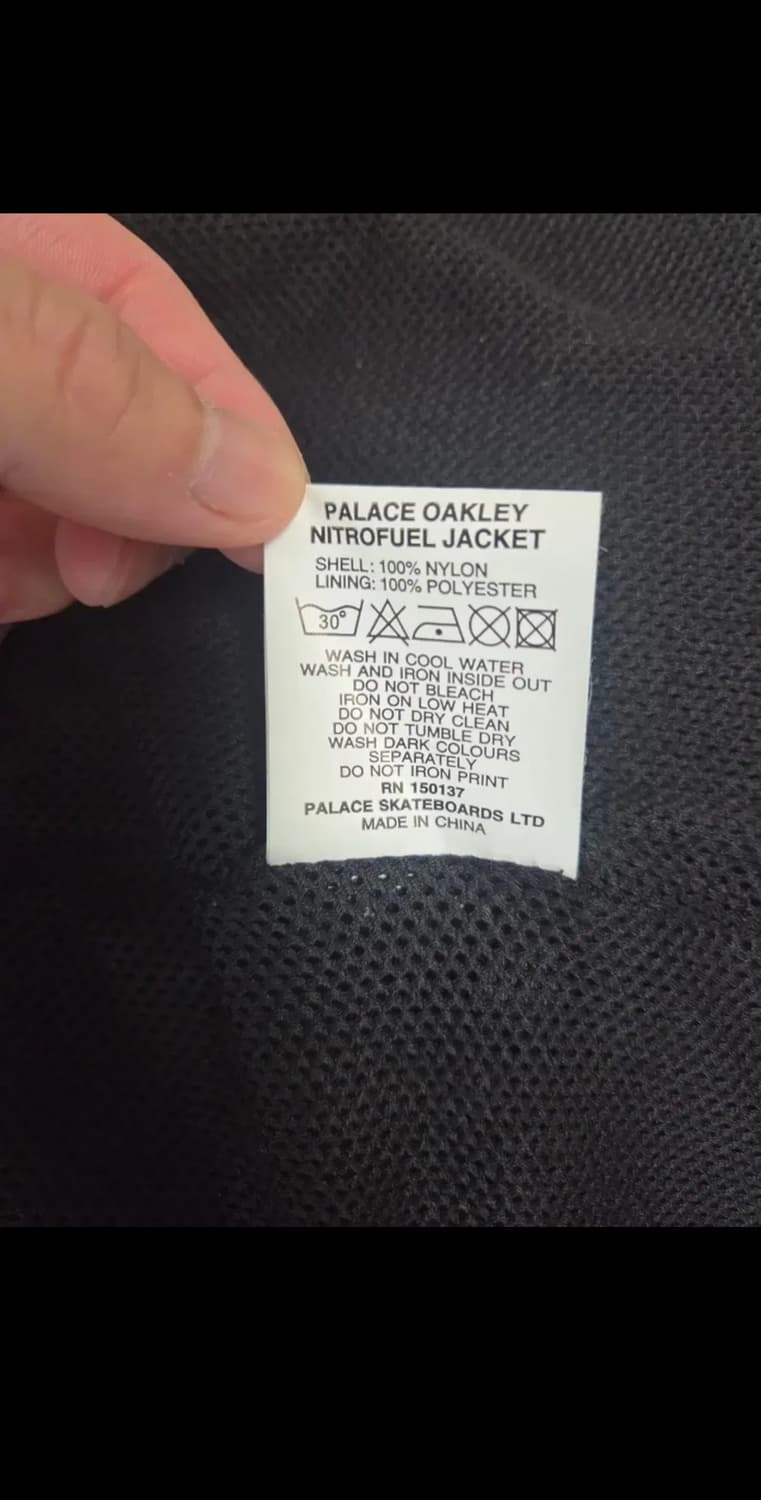 PALACE OAKLEY
NITROFUEL JACKET
SHELL: 100% NYLON
LINING: 100% POLYESTER
30°
WASH IN COOL WATER
WASH AND IRON INSIDE OUT
DO NOT BLEACH
IRON ON LOW HEAT
DO NOT DRY CLEAN
DO NOT TUMBLE DRY
WASH DARK COLOURS
SEPARATELY
DO NOT IRON PRINT
RN 150137
PALACE SKATEBOARDS LTD
MADE IN CHINA